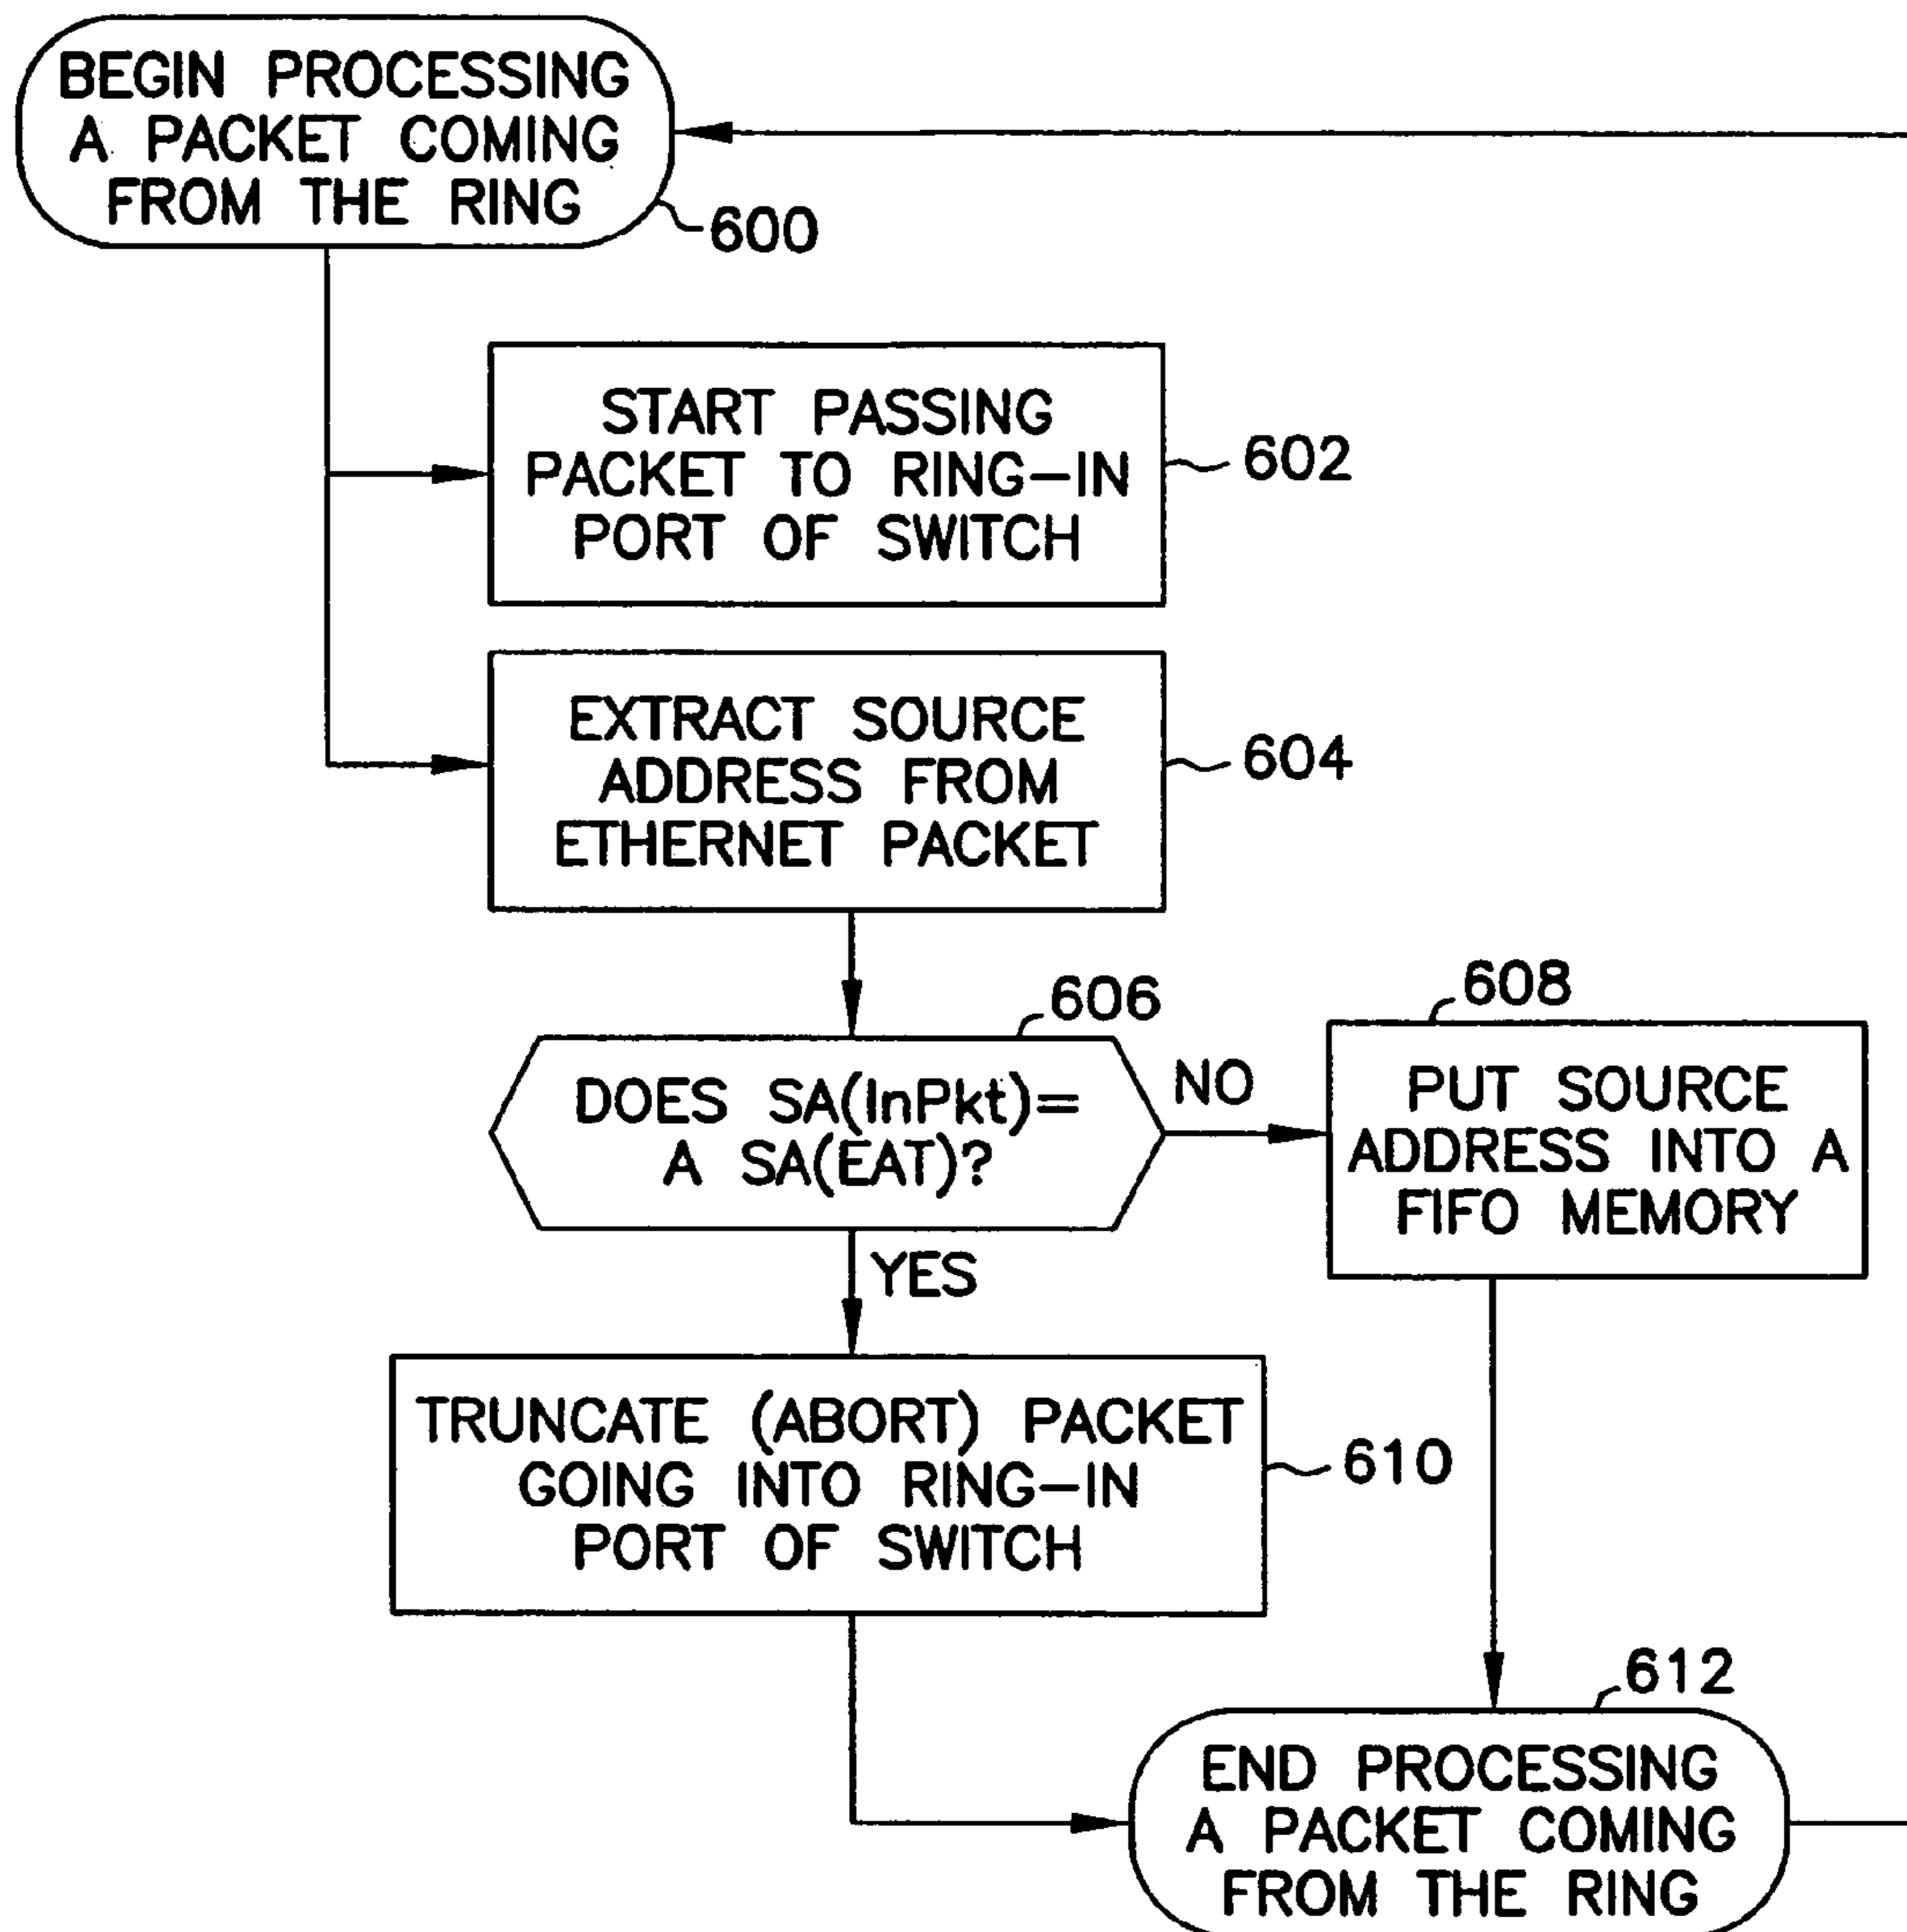 BEGIN PROCESSING
A PACKET COMING
FROM THE RING
600
START PASSING
PACKET TO RING-IN
PORT OF SWITCH
602
EXTRACT SOURCE
ADDRESS FROM
ETHERNET PACKET
604
606
DOES SA(InPkt)=
A SA(EAT)?
NO
608
PUT SOURCE
ADDRESS INTO A
FIFO MEMORY
YES
TRUNCATE (ABORT) PACKET
GOING INTO RING-IN
PORT OF SWITCH
610
612
END PROCESSING
A PACKET COMING
FROM THE RING